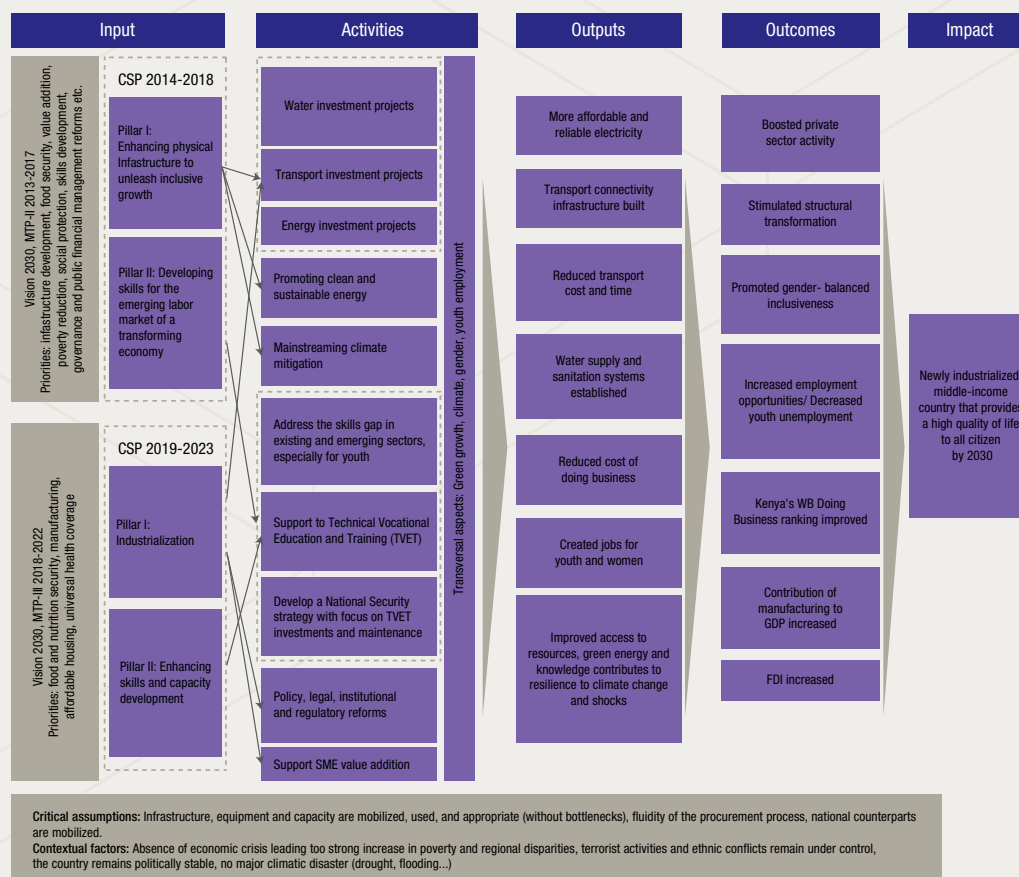 Input
Activities
Outputs
Outcomes
Impact
Vision 2030, MTP-II 2013-2017
Priorities: infrastructure development, food security, value addition,
poverty reduction, social protection, skills development,
governance and public financial management reforms etc.
CSP 2014-2018
Pillar I:
Enhancing physical
Infastructure to
unleash inclusive
growth
Pillar II: Developing
skills for the
emerging labor
market of a
transforming
economy
Vision 2030, MTP-III 2018-2022
Priorities: food and nutrition security, manufacturing,
affordable housing, universal health coverage
CSP 2019-2023
Pillar I:
Industrialization
Pillar II: Enhancing
skills and capacity
development
Water investment projects
Transport investment projects
Energy investment projects
Promoting clean and
sustainable energy
Mainstreaming climate
mitigation
Address the skills gap in
existing and emerging sectors,
especially for youth
Support to Technical Vocational
Education and Training (TVET)
Develop a National Security
strategy with focus on TVET
investments and maintenance
Policy, legal, institutional
and regulatory reforms
Support SME value addition
Transversal aspects: Green growth, climate, gender, youth employment
More affordable and
reliable electricity
Transport connectivity
infrastructure built
Reduced transport
cost and time
Water supply and
sanitation systems
established
Reduced cost of
doing business
Created jobs for
youth and women
Improved access to
resources, green energy and
knowledge contributes to
resilience to climate change
and shocks
Boosted private
sector activity
Stimulated structural
transformation
Promoted gender- balanced
inclusiveness
Increased employment
opportunities/ Decreased
youth unemployment
Kenya's WB Doing
Business ranking improved
Contribution of
manufacturing to
GDP increased
FDI increased
Newly industrialized,
middle-income
country that provides
a high quality of life
to all citizen
by 2030
Critical assumptions: Infrastructure, equipment and capacity are mobilized, used, and appropriate (without bottlenecks), fluidity of the procurement process, national counterparts
are mobilized.
Contextual factors: Absence of economic crisis leading too strong increase in poverty and regional disparities, terrorist activities and ethnic conflicts remain under control,
the country remains politically stable, no major climatic disaster (drought, flooding...)